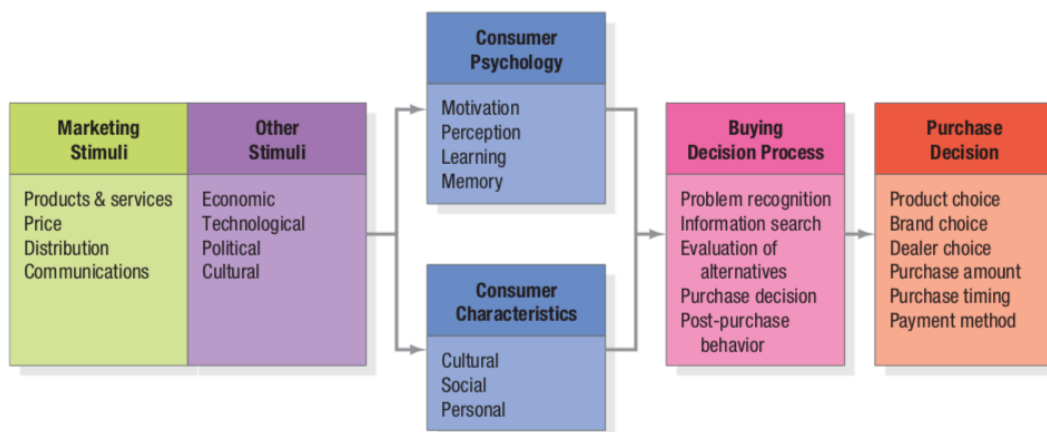 Marketing
Stimuli
Products & services
Price
Distribution
Communications
Other
Stimuli
Economic
Technological
Political
Cultural
Consumer
Psychology
Motivation
Perception
Learning
Memory
Consumer
Characteristics
Cultural
Social
Personal
Buying
Decision Process
Problem recognition
Information search
Evaluation of
alternatives
Purchase decision
Post-purchase
behavior
Purchase
Decision
Product choice
Brand choice
Dealer choice
Purchase amount
Purchase timing
Payment method